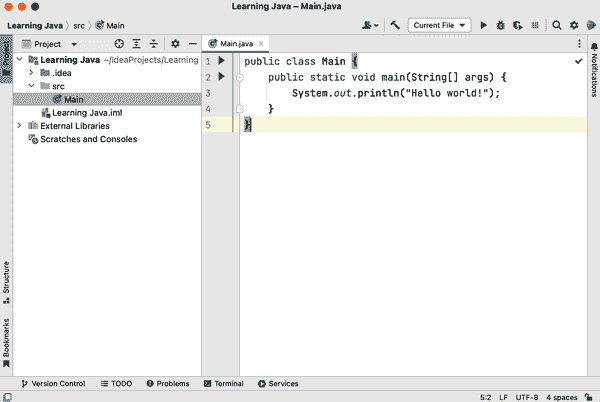 Learning Java – Main.java
Learning Java
src
Main
Current File
Project
Project
Main.java
Notifications
Learning Java ~/IdeaProjects/Learning
.idea
src
Main
Learning Java.iml
External Libraries
Scratches and Consoles
1 public class Main {
2 public static void main(String[] args) {
3 System.out.println("Hello world!");
4 }
5 }
Structure
Bookmarks
Version Control TODO Problems Terminal Services
5:2 LF UTF-8 4 spaces